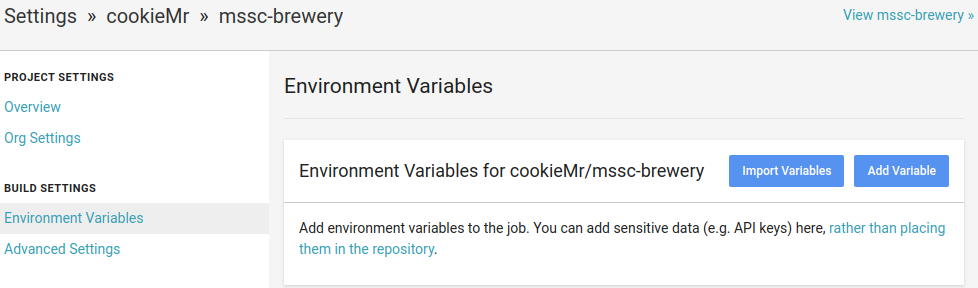 Settings » cookieMr » mssc-brewery
View mssc-brewery »
PROJECT SETTINGS
Overview
Org Settings
BUILD SETTINGS
Environment Variables
Advanced Settings
Environment Variables
Environment Variables for cookieMr/mssc-brewery
Import Variables
Add Variable
Add environment variables to the job. You can add sensitive data (e.g. API keys) here, rather than placing
them in the repository.